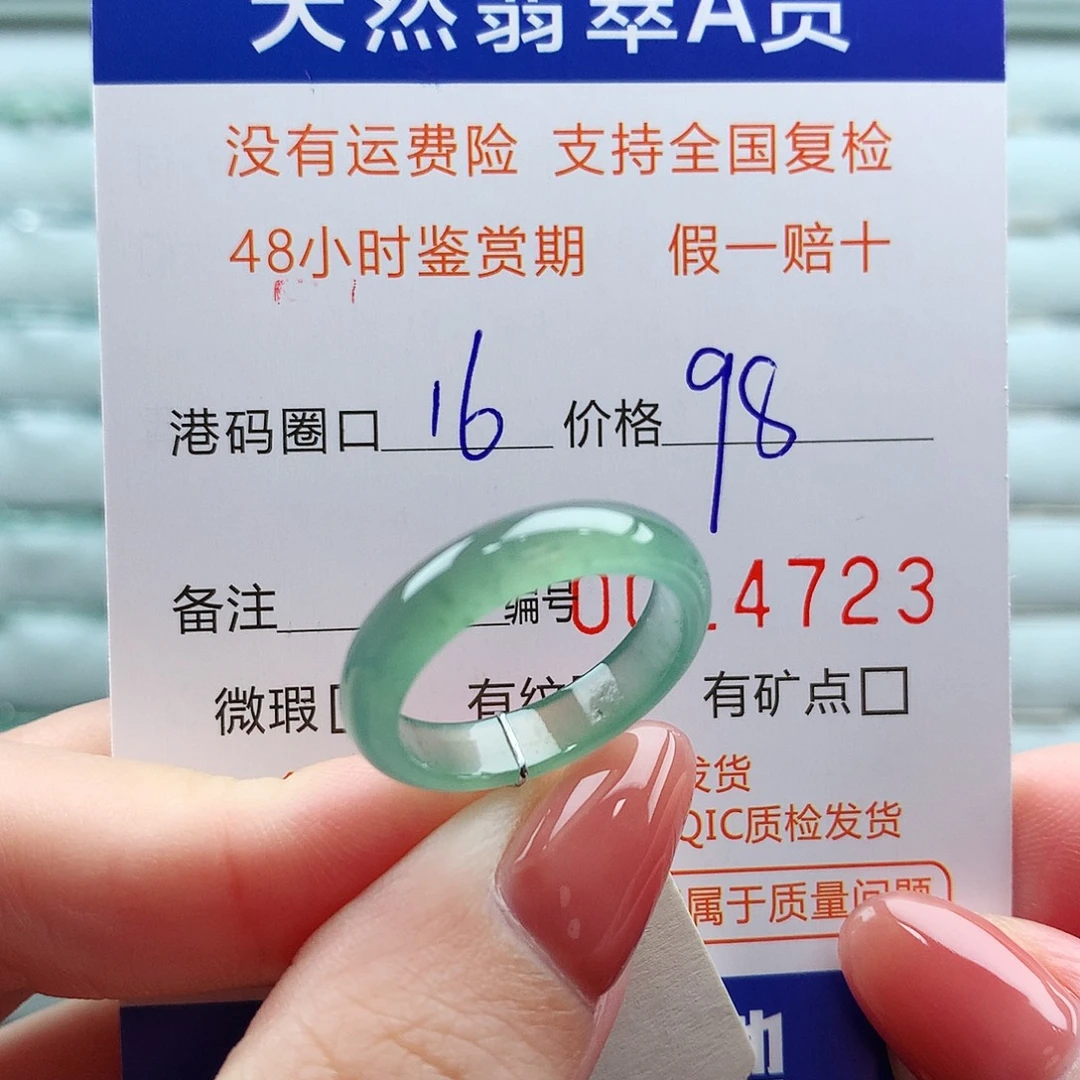 天然翡翠A货
没有运费险 支持全国复检
48小时鉴赏期 假一赔十
港码圈口 16 价格 98
备注 编号 4723
微瑕□ 有纹 有矿点□
发货
QIC质检发货
属于质量问题